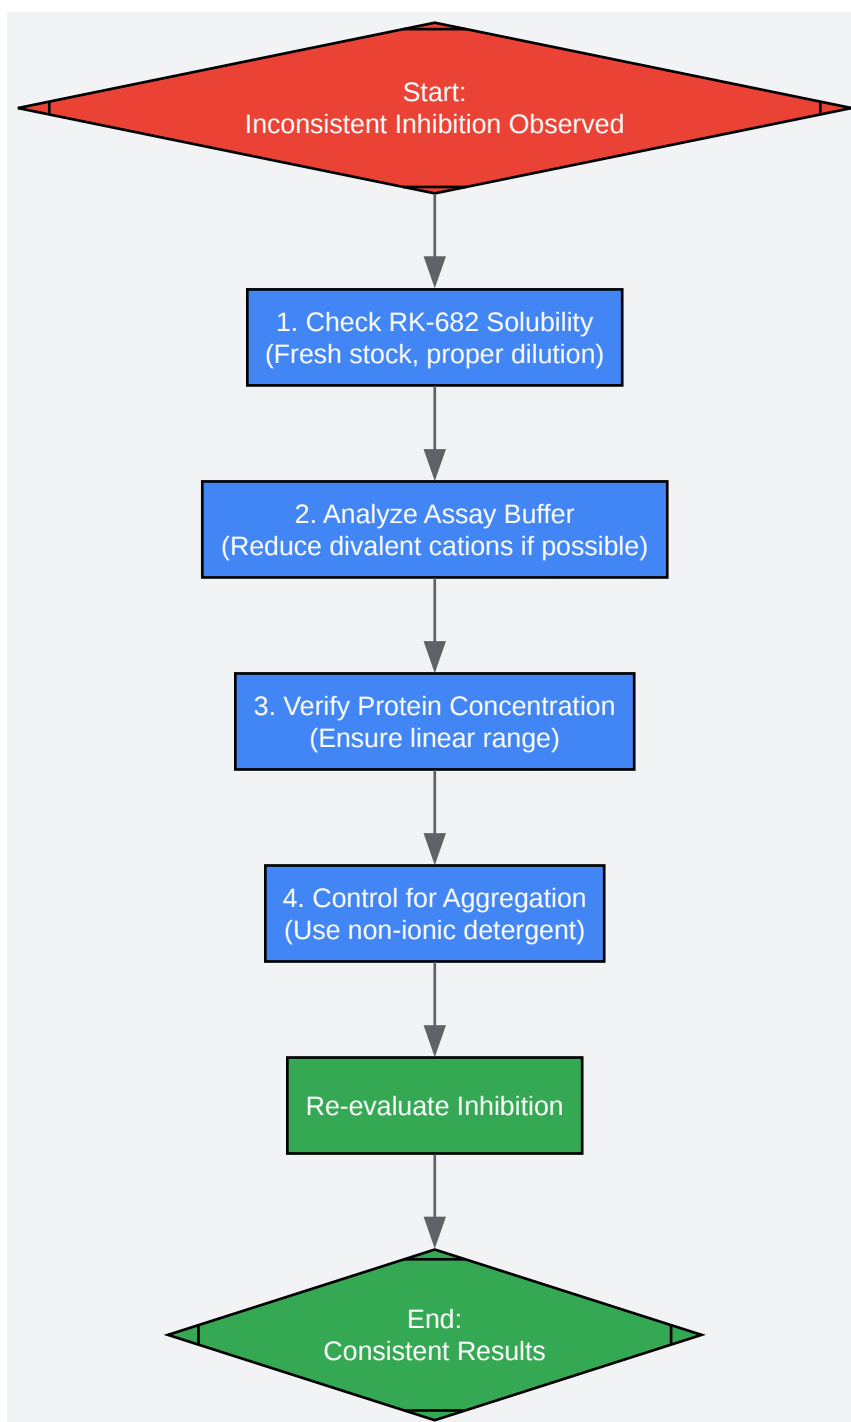 Start:
Inconsistent Inhibition Observed
1. Check RK-682 Solubility
(Fresh stock, proper dilution)
2. Analyze Assay Buffer
(Reduce divalent cations if possible)
3. Verify Protein Concentration
(Ensure linear range)
4. Control for Aggregation
(Use non-ionic detergent)
Re-evaluate Inhibition
End:
Consistent Results